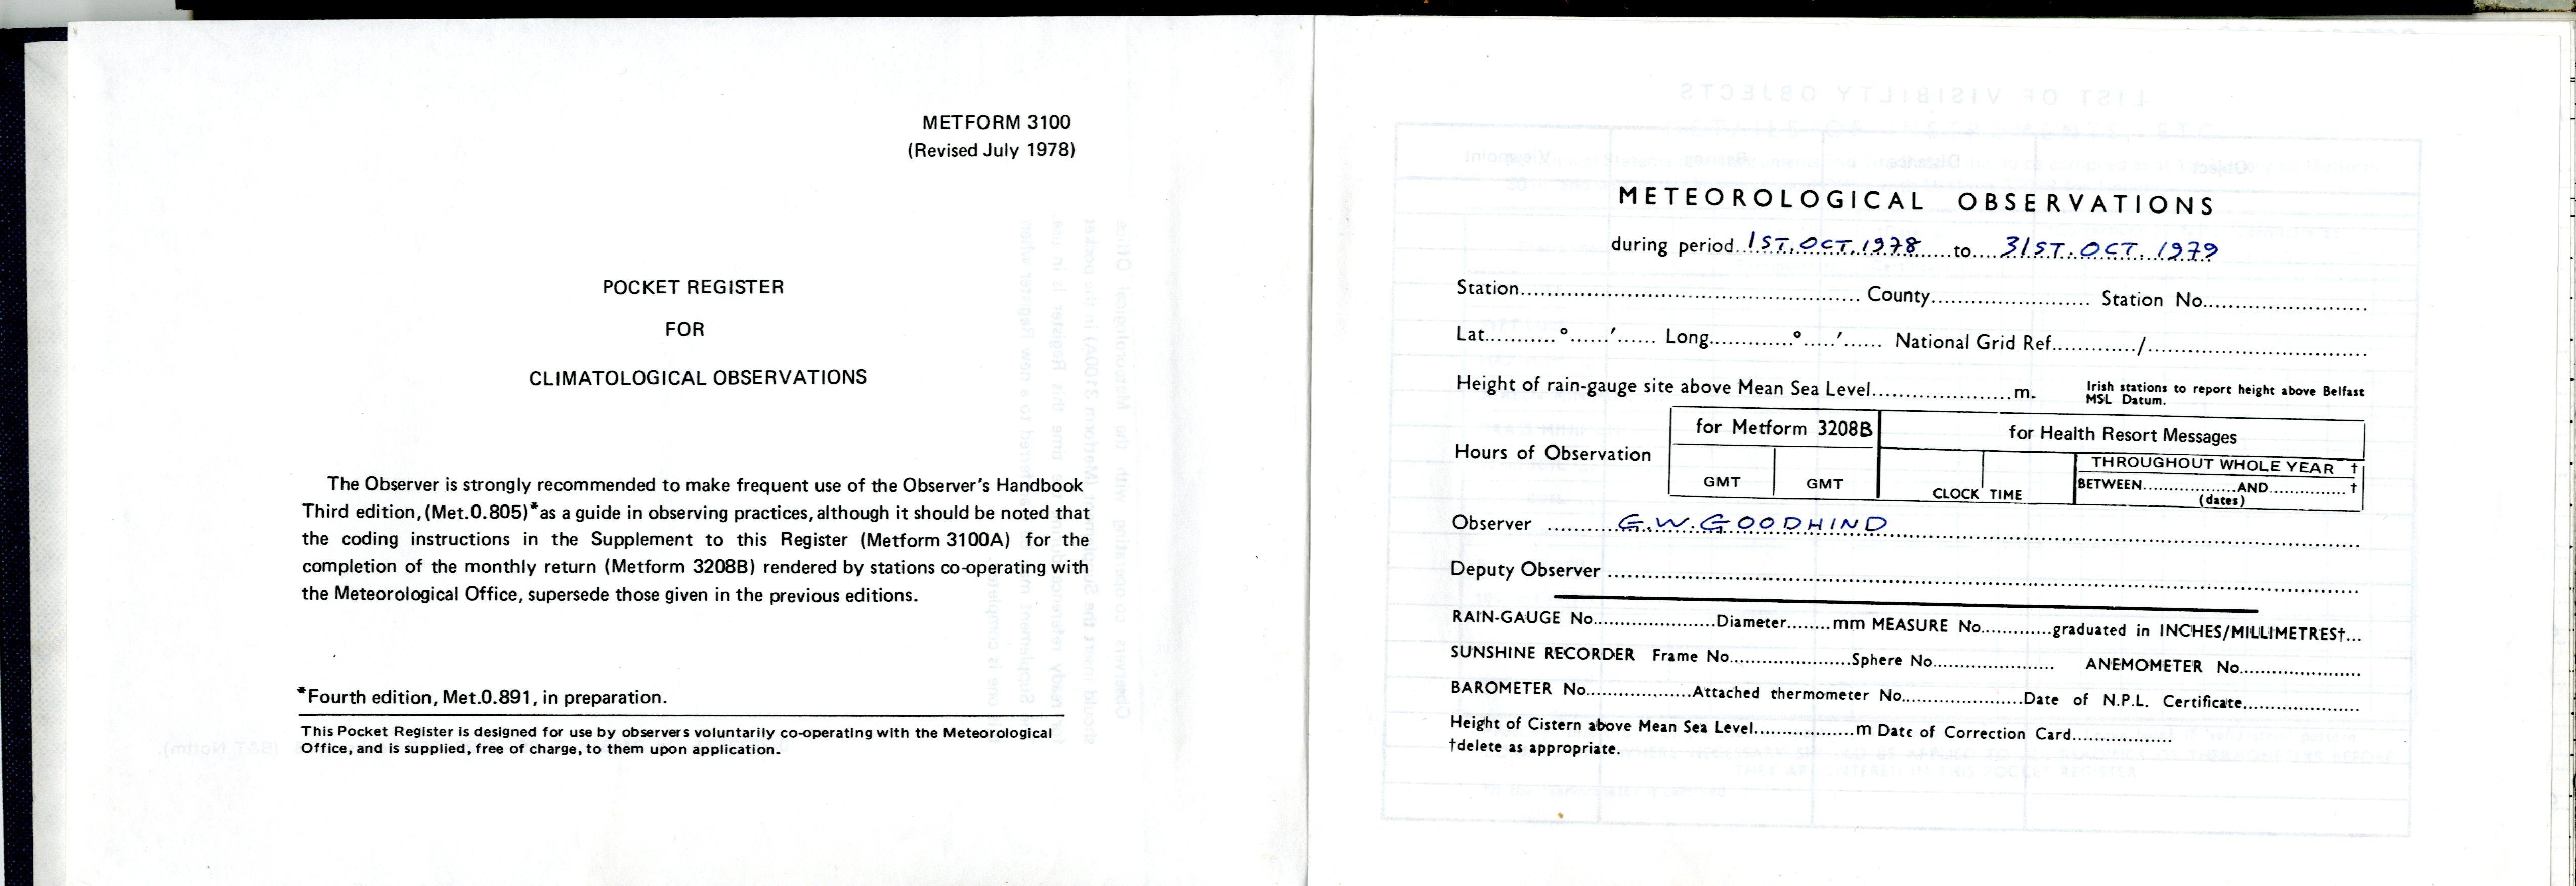 METFORM 3100
(Revised July 1978)
POCKET REGISTER
FOR
CLIMATOLOGICAL OBSERVATIONS
The Observer is strongly recommended to make frequent use of the Observer's Handbook
Third edition, (Met.0.805)* as a guide in observing practices, although it should be noted that
the coding instructions in the Supplement to this Register (Metform 3100A) for the
completion of the monthly return (Metform 3208B) rendered by stations co-operating with
the Meteorological Office, supersede those given in the previous editions.
*Fourth edition, Met.0.891, in preparation.
This Pocket Register is designed for use by observers voluntarily co-operating with the Meteorological
Office, and is supplied, free of charge, to them upon application.
METEOROLOGICAL OBSERVATIONS
during period 1ST. OCT. 1978 to 31ST. OCT. 1979
Station.......... County.......... Station No..........
Lat..........°......'...... Long..........°......'...... National Grid Ref........../..........
Height of rain-gauge site above Mean Sea Level..........m. Irish stations to report height above Belfast
MSL Datum.
Hours of Observation
for Metform 3208B
GMT GMT
for Health Resort Messages
CLOCK TIME
THROUGHOUT WHOLE YEAR †
BETWEEN..........AND.......... †
(dates)
Observer G.W. GOODHIND
Deputy Observer..........
RAIN-GAUGE No..........Diameter........mm MEASURE No..........graduated in INCHES/MILLIMETRES†...
SUNSHINE RECORDER Frame No..........Sphere No.......... ANEMOMETER No..........
BAROMETER No..........Attached thermometer No..........Date of N.P.L. Certificate..........
Height of Cistern above Mean Sea Level..........m Date of Correction Card..........
†delete as appropriate.